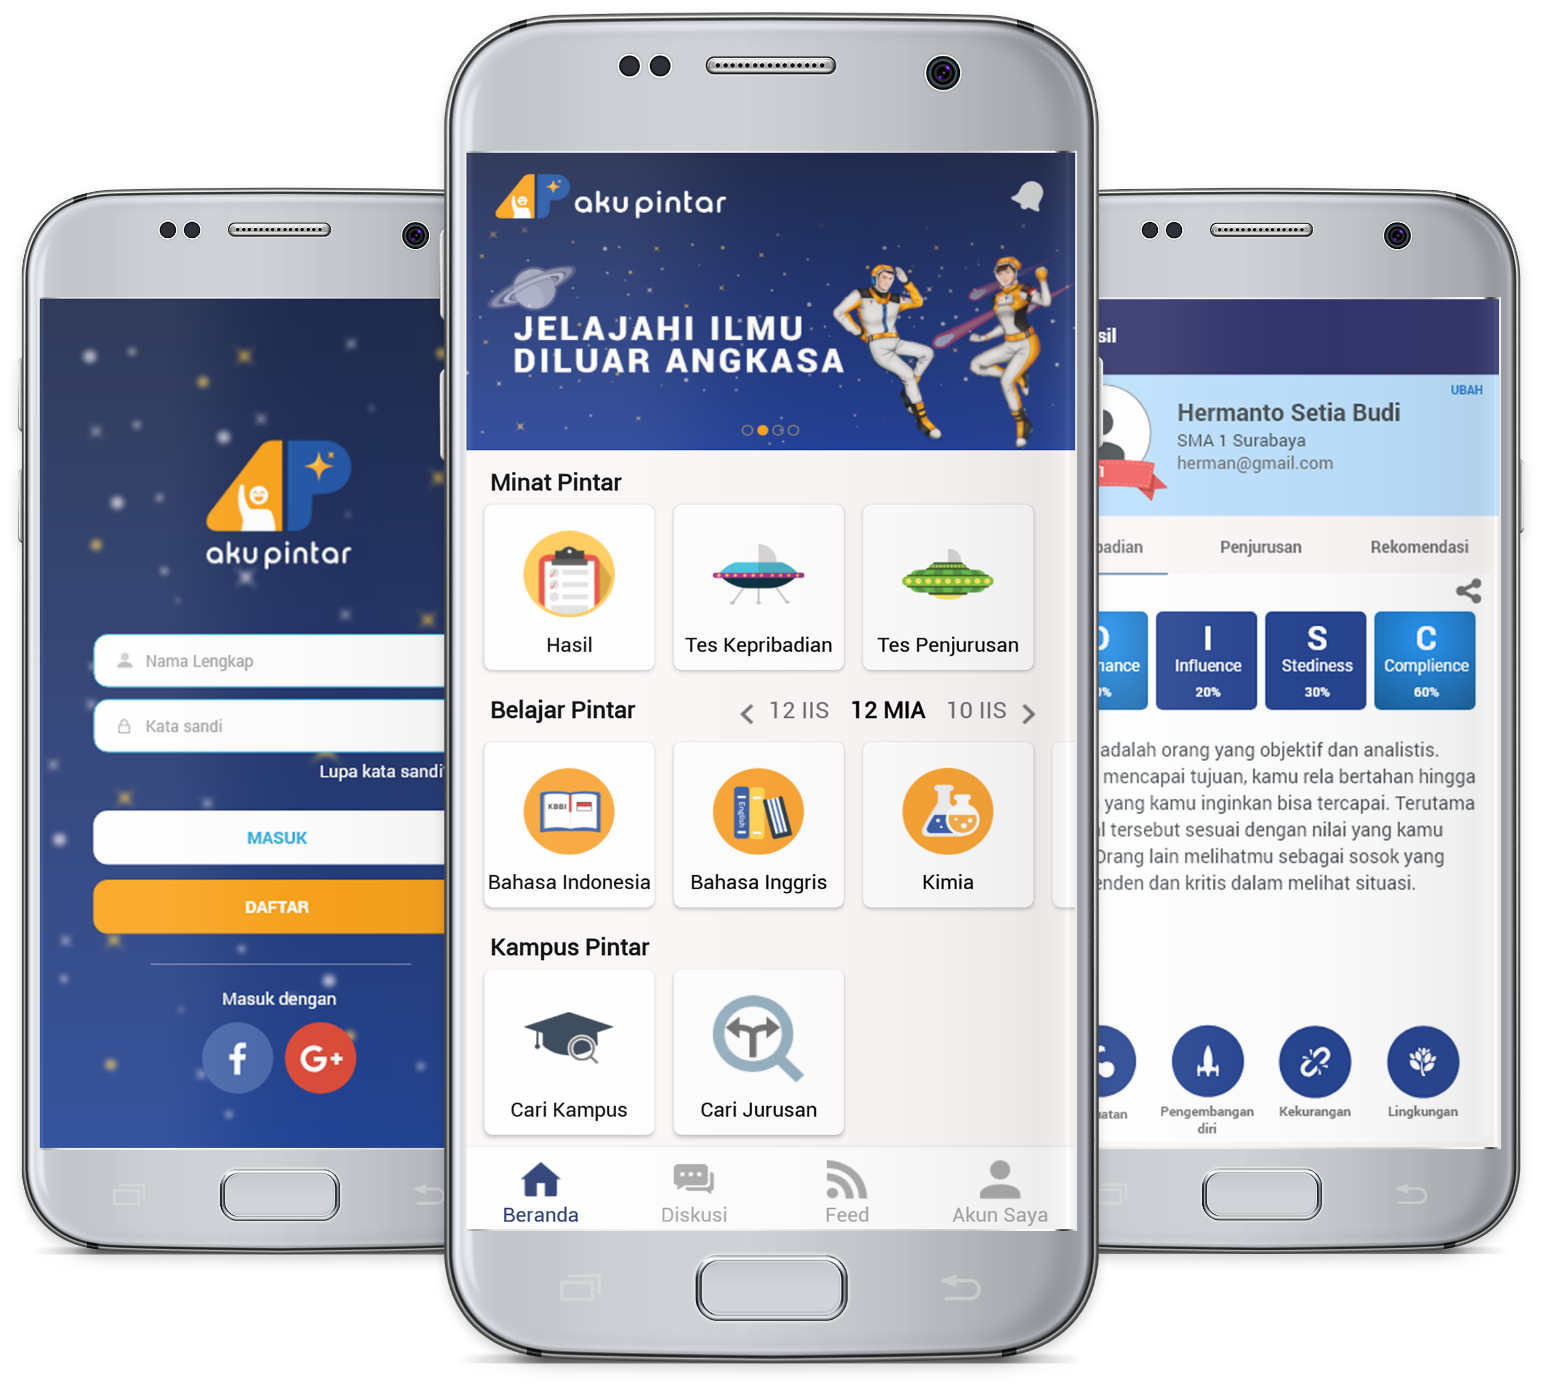 aku pintar
Nama Lengkap
Kata sandi
Lupa kata sandi
MASUK
DAFTAR
Masuk dengan
f
G+
aku pintar
JELAJAHI ILMU
DILUAR ANGKASA
Minat Pintar
Hasil
Tes Kepribadian
Tes Penjurusan
Belajar Pintar
12 IIS
12 MIA
10 IIS
KBBI
English
Bahasa Indonesia
Bahasa Inggris
Kimia
Kampus Pintar
Cari Kampus
Cari Jurusan
Beranda
Diskusi
Feed
Akun Saya
sil
UBAH
Hermanto Setia Budi
SMA 1 Surabaya
herman@gmail.com
adian
Penjurusan
Rekomendasi
I
S
C
nance
Influence
Stediness
Complience
20%
30%
60%
adalah orang yang objektif dan analistis.
mencapai tujuan, kamu rela bertahan hingga
yang kamu inginkan bisa tercapai. Terutama
l tersebut sesuai dengan nilai yang kamu
Orang lain melihatmu sebagai sosok yang
enden dan kritis dalam melihat situasi.
uatan
Pengembangan
diri
Kekurangan
Lingkungan